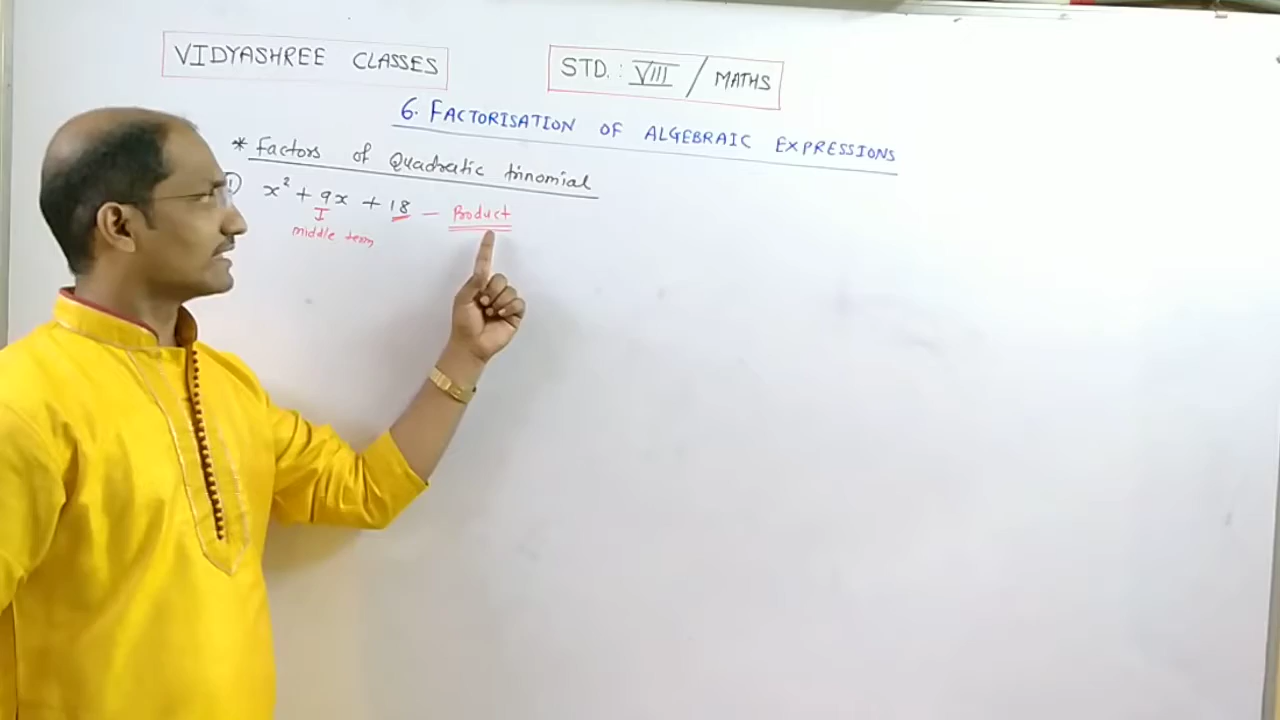 VIDYASHREE CLASSES
STD. : VIII / MATHS
6. FACTORISATION OF ALGEBRAIC EXPRESSIONS
* Factors of Quadratic trinomial
① x² + 9x + 18 — Product
middle term